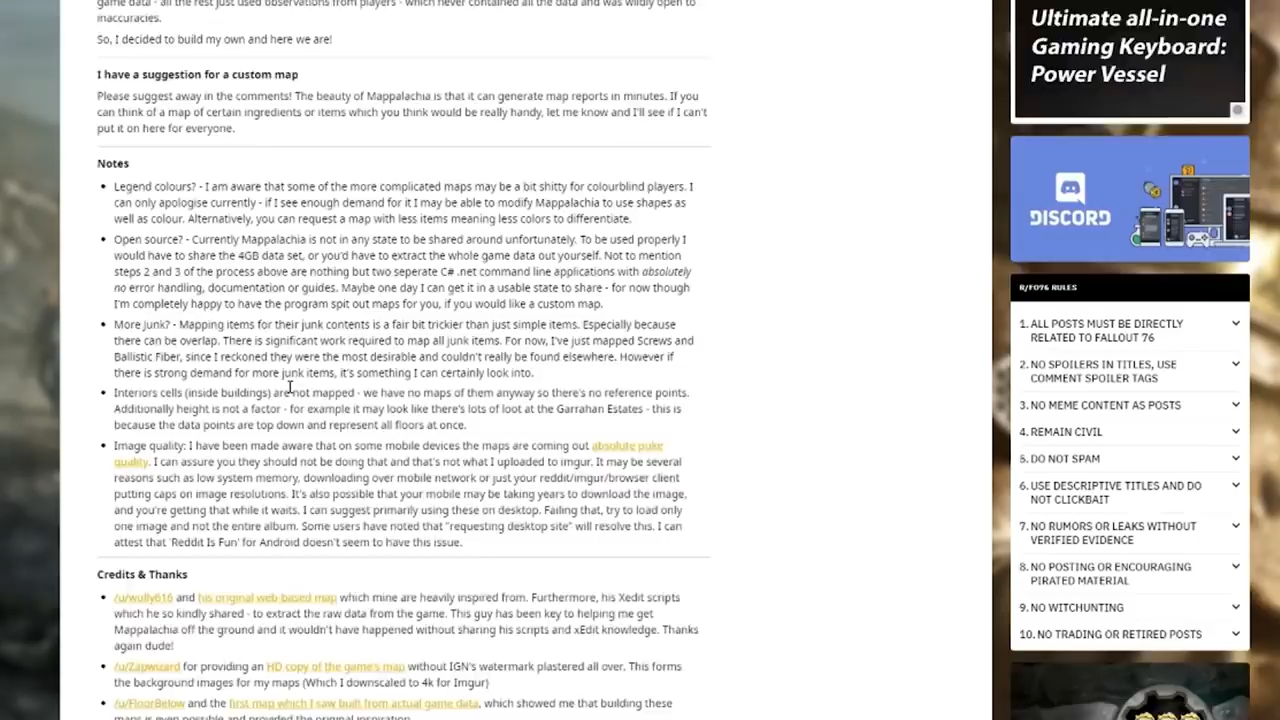 game data - all the rest just used observations from players - which never contained all the data and was wildly open to
inaccuracies.
So, I decided to build my own and here we are!
I have a suggestion for a custom map
Please suggest away in the comments! The beauty of Mappalachia is that it can generate map reports in minutes. If you
can think of a map of certain ingredients or items which you think would be really handy, let me know and I'll see if I can't
put it on here for everyone.
Notes
• Legend colours? - I am aware that some of the more complicated maps may be a bit shitty for colourblind players. I
can only apologise currently - if I see enough demand for it I may be able to modify Mappalachia to use shapes as
well as colour. Alternatively, you can request a map with less items meaning less colors to differentiate.
• Open source? - Currently Mappalachia is not in any state to be shared around unfortunately. To be used properly I
would have to share the 4GB data set, or you'd have to extract the whole game data out yourself. Not to mention
steps 2 and 3 of the process above are nothing but two seperate C# .net command line applications with absolutely
no error handling, documentation or guides. Maybe one day I can get it in a usable state to share - for now though
I'm completely happy to have the program spit out maps for you, if you would like a custom map.
• More junk? - Mapping items for their junk contents is a fair bit trickier than just simple items. Especially because
there can be overlap. There is significant work required to map all junk items. For now, I've just mapped Screws and
Ballistic Fiber, since I reckoned they were the most desirable and couldn't really be found elsewhere. However if
there is strong demand for more junk items, it's something I can certainly look into.
• Interiors cells (inside buildings) are not mapped - we have no maps of them anyway so there's no reference points.
Additionally height is not a factor - for example it may look like there's lots of loot at the Garrahan Estates - this is
because the data points are top down and represent all floors at once.
• Image quality: I have been made aware that on some mobile devices the maps are coming out absolute puke
quality. I can assure you they should not be doing that and that's not what I uploaded to imgur. It may be several
reasons such as low system memory, downloading over mobile network or just your reddit/imgur/browser client
putting caps on image resolutions. It's also possible that your mobile may be taking years to download the image,
and you're getting that while it waits. I can suggest primarily using these on desktop. Failing that, try to load only
one image and not the entire album. Some users have noted that "requesting desktop site" will resolve this. I can
attest that 'Reddit Is Fun' for Android doesn't seem to have this issue.
Credits & Thanks
• /u/wully616 and his original web-based map which mine are heavily inspired from. Furthermore, his Xedit scripts
which he so kindly shared - to extract the raw data from the game. This guy has been key to helping me get
Mappalachia off the ground and it wouldn't have happened without sharing his scripts and xEdit knowledge. Thanks
again dude!
• /u/Zapwizard for providing an HD copy of the game's map without IGN's watermark plastered all over. This forms
the background images for my maps (Which I downscaled to 4k for Imgur)
• /u/FloorBelow and the first map which I saw built from actual game data, which showed me that building these
maps is even possible and provided the original inspiration.
Ultimate all-in-one
Gaming Keyboard:
Power Vessel
DISCORD
R/FO76 RULES
1. ALL POSTS MUST BE DIRECTLY
RELATED TO FALLOUT 76
2. NO SPOILERS IN TITLES, USE
COMMENT SPOILER TAGS
3. NO MEME CONTENT AS POSTS
4. REMAIN CIVIL
5. DO NOT SPAM
6. USE DESCRIPTIVE TITLES AND DO
NOT CLICKBAIT
7. NO RUMORS OR LEAKS WITHOUT
VERIFIED EVIDENCE
8. NO POSTING OR ENCOURAGING
PIRATED MATERIAL
9. NO WITCHUNTING
10. NO TRADING OR RETIRED POSTS